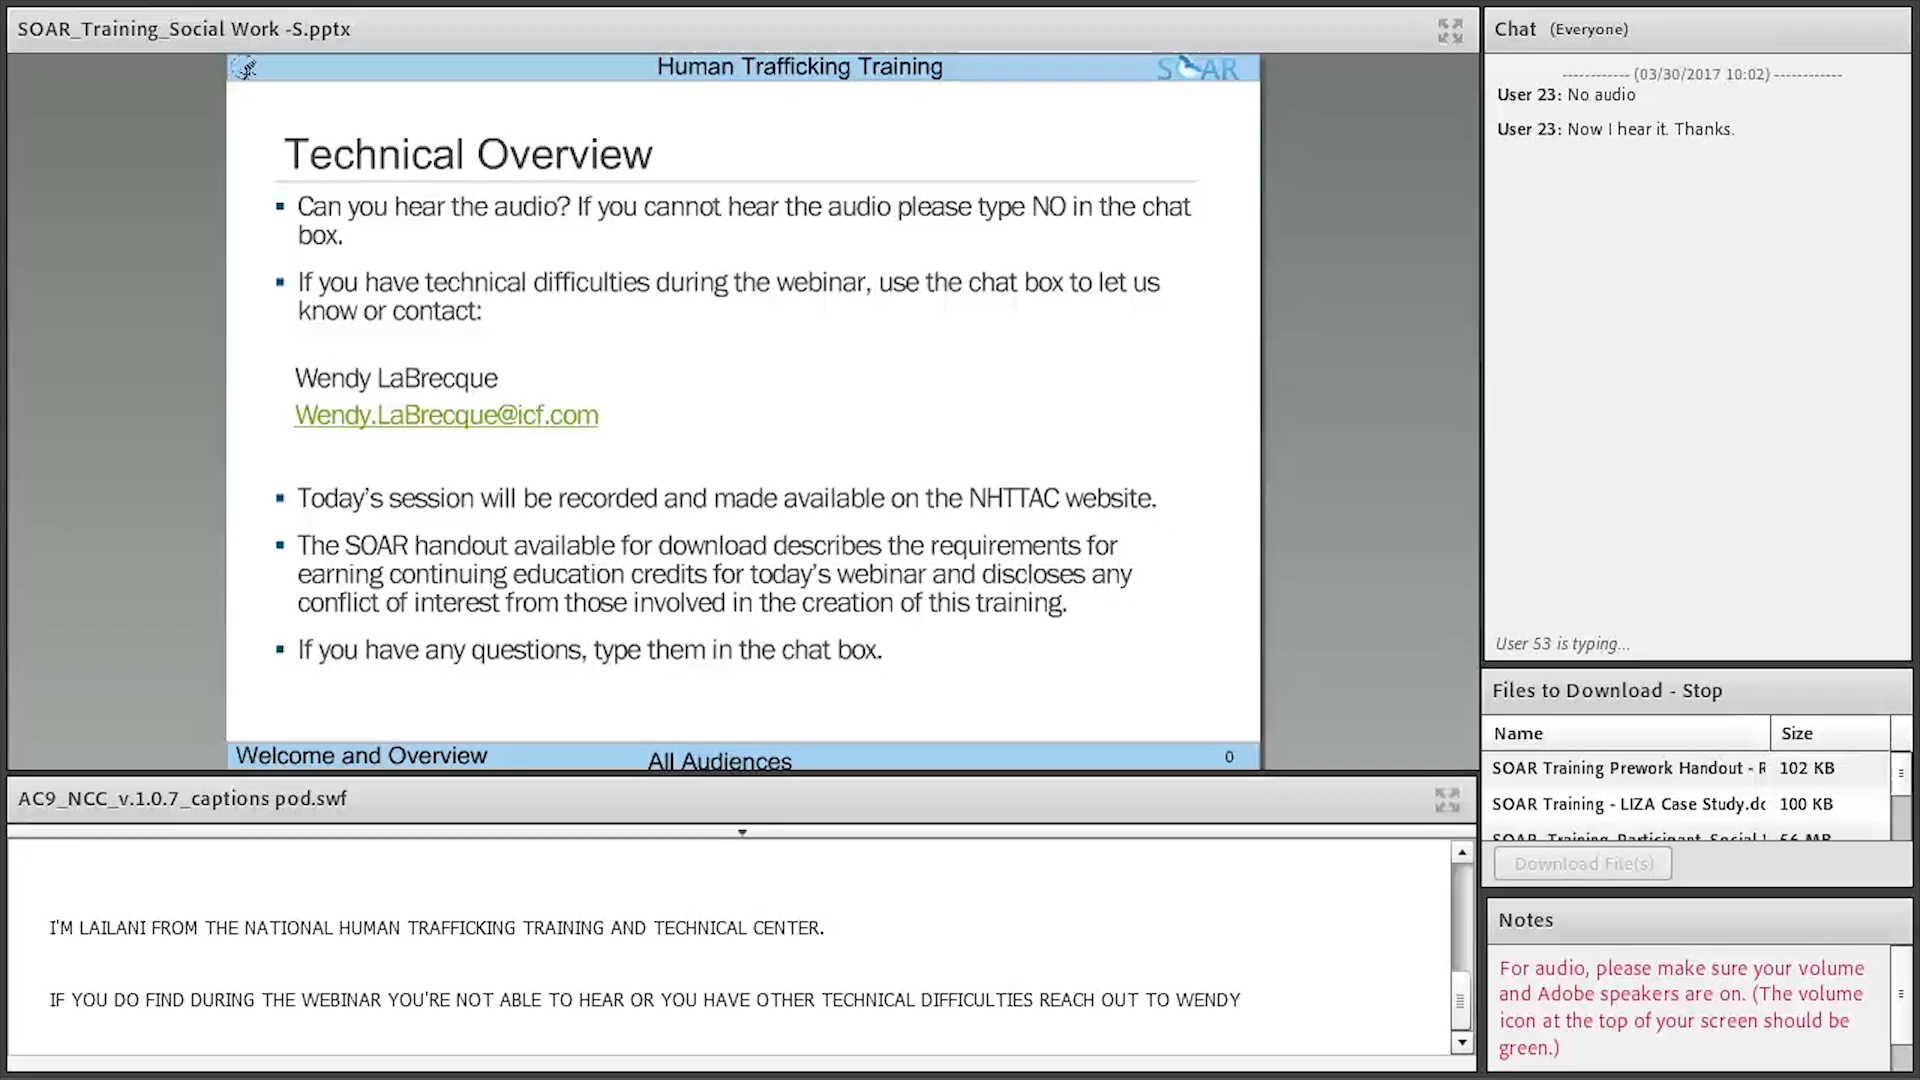 SOAR_Training_Social Work -S.pptx
Human Trafficking Training
SOAR
Technical Overview
▪ Can you hear the audio? If you cannot hear the audio please type NO in the chat
box.
▪ If you have technical difficulties during the webinar, use the chat box to let us
know or contact:
Wendy LaBrecque
Wendy.LaBrecque@icf.com
▪ Today’s session will be recorded and made available on the NHTTAC website.
▪ The SOAR handout available for download describes the requirements for
earning continuing education credits for today’s webinar and discloses any
conflict of interest from those involved in the creation of this training.
▪ If you have any questions, type them in the chat box.
Welcome and Overview
All Audiences
0
AC9_NCC_v.1.0.7_captions pod.swf
I'M LAILANI FROM THE NATIONAL HUMAN TRAFFICKING TRAINING AND TECHNICAL CENTER.
IF YOU DO FIND DURING THE WEBINAR YOU'RE NOT ABLE TO HEAR OR YOU HAVE OTHER TECHNICAL DIFFICULTIES REACH OUT TO WENDY
Chat (Everyone)
------------ (03/30/2017 10:02) ------------
User 23: No audio
User 23: Now I hear it. Thanks.
User 53 is typing...
Files to Download - Stop
Name Size
SOAR Training Prework Handout - R 102 KB
SOAR Training - LIZA Case Study.dc 100 KB
SOAR_Training_Participant_Social 56 MB
Download File(s)
Notes
For audio, please make sure your volume
and Adobe speakers are on. (The volume
icon at the top of your screen should be
green.)